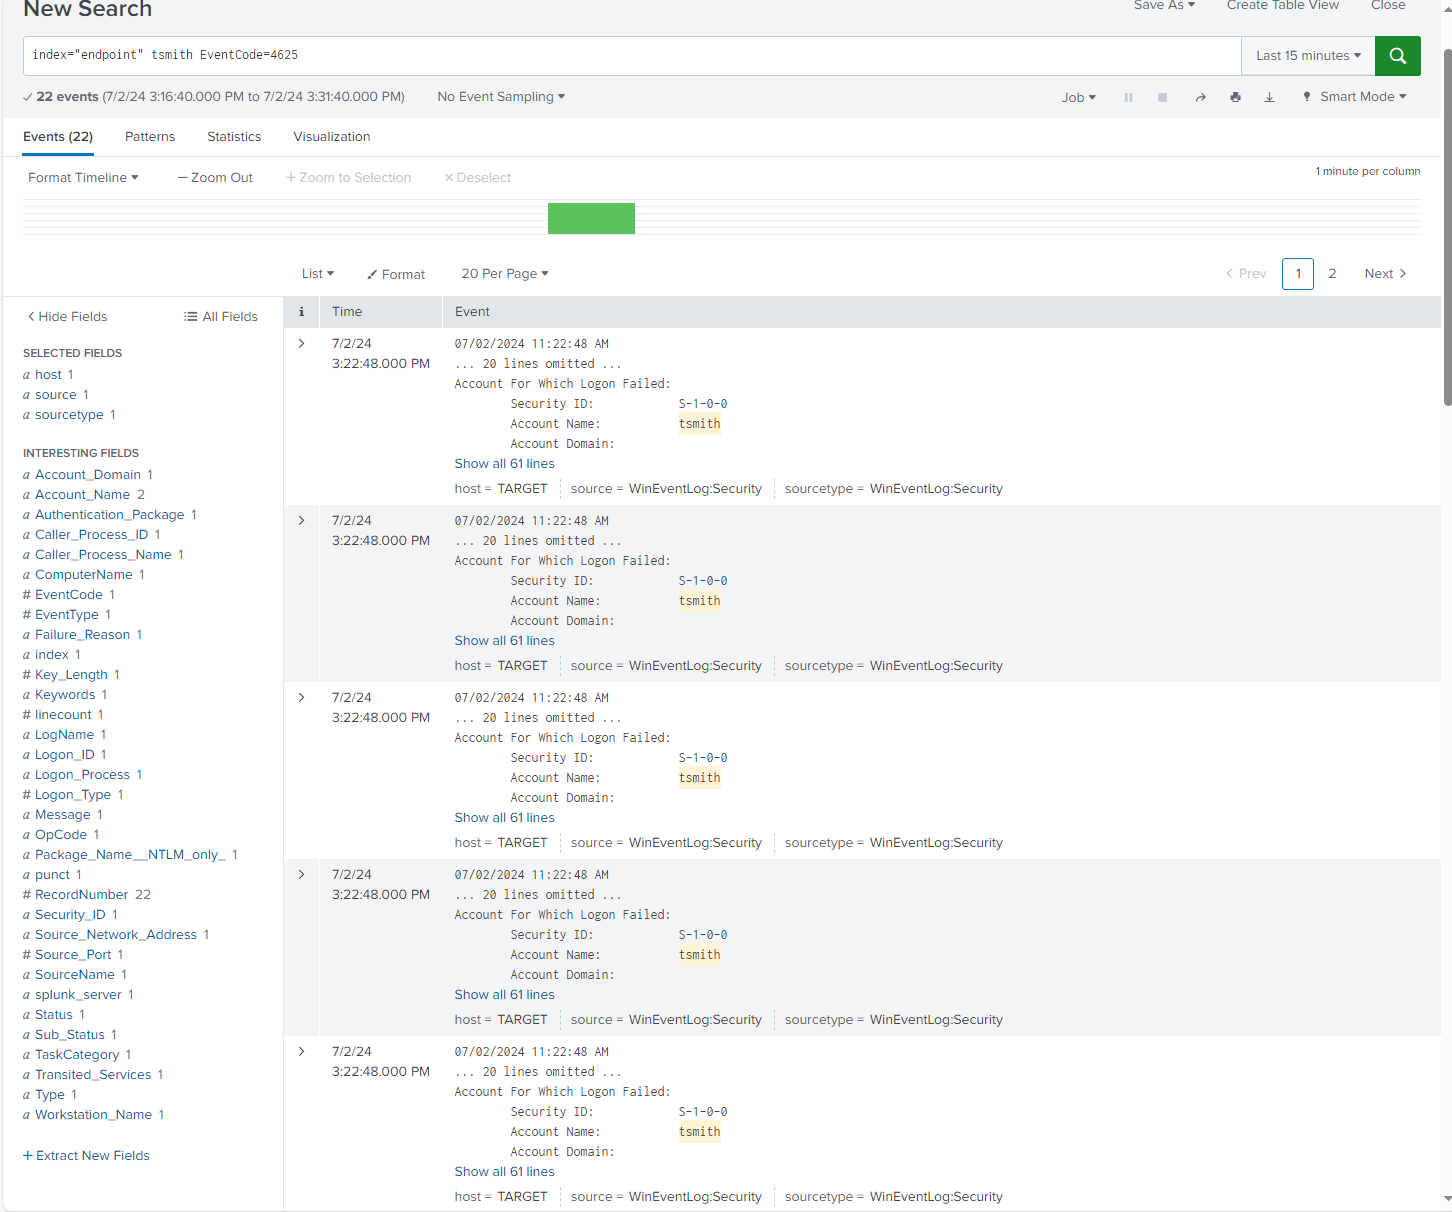 New Search
Save As Create Table View Close
index="endpoint" tsmith EventCode=4625
Last 15 minutes
22 events (7/2/24 3:16:40.000 PM to 7/2/24 3:31:40.000 PM) No Event Sampling
Job Smart Mode
Events (22) Patterns Statistics Visualization
Format Timeline — Zoom Out + Zoom to Selection × Deselect
1 minute per column
List Format 20 Per Page
< Prev 1 2 Next >
< Hide Fields All Fields
i Time Event
SELECTED FIELDS
a host 1
a source 1
a sourcetype 1
INTERESTING FIELDS
a Account_Domain 1
a Account_Name 2
a Authentication_Package 1
a Caller_Process_ID 1
a Caller_Process_Name 1
a ComputerName 1
# EventCode 1
# EventType 1
a Failure_Reason 1
a index 1
# Key_Length 1
a Keywords 1
# linecount 1
a LogName 1
a Logon_ID 1
a Logon_Process 1
# Logon_Type 1
a Message 1
a OpCode 1
a Package_Name__NTLM_only_ 1
a punct 1
# RecordNumber 22
a Security_ID 1
a Source_Network_Address 1
# Source_Port 1
a SourceName 1
a splunk_server 1
a Status 1
a Sub_Status 1
a TaskCategory 1
a Transited_Services 1
a Type 1
a Workstation_Name 1
+ Extract New Fields
> 7/2/24 07/02/2024 11:22:48 AM
3:22:48.000 PM ... 20 lines omitted ...
Account For Which Logon Failed:
Security ID: S-1-0-0
Account Name: tsmith
Account Domain:
Show all 61 lines
host = TARGET source = WinEventLog:Security sourcetype = WinEventLog:Security
> 7/2/24 07/02/2024 11:22:48 AM
3:22:48.000 PM ... 20 lines omitted ...
Account For Which Logon Failed:
Security ID: S-1-0-0
Account Name: tsmith
Account Domain:
Show all 61 lines
host = TARGET source = WinEventLog:Security sourcetype = WinEventLog:Security
> 7/2/24 07/02/2024 11:22:48 AM
3:22:48.000 PM ... 20 lines omitted ...
Account For Which Logon Failed:
Security ID: S-1-0-0
Account Name: tsmith
Account Domain:
Show all 61 lines
host = TARGET source = WinEventLog:Security sourcetype = WinEventLog:Security
> 7/2/24 07/02/2024 11:22:48 AM
3:22:48.000 PM ... 20 lines omitted ...
Account For Which Logon Failed:
Security ID: S-1-0-0
Account Name: tsmith
Account Domain:
Show all 61 lines
host = TARGET source = WinEventLog:Security sourcetype = WinEventLog:Security
> 7/2/24 07/02/2024 11:22:48 AM
3:22:48.000 PM ... 20 lines omitted ...
Account For Which Logon Failed:
Security ID: S-1-0-0
Account Name: tsmith
Account Domain:
Show all 61 lines
host = TARGET source = WinEventLog:Security sourcetype = WinEventLog:Security